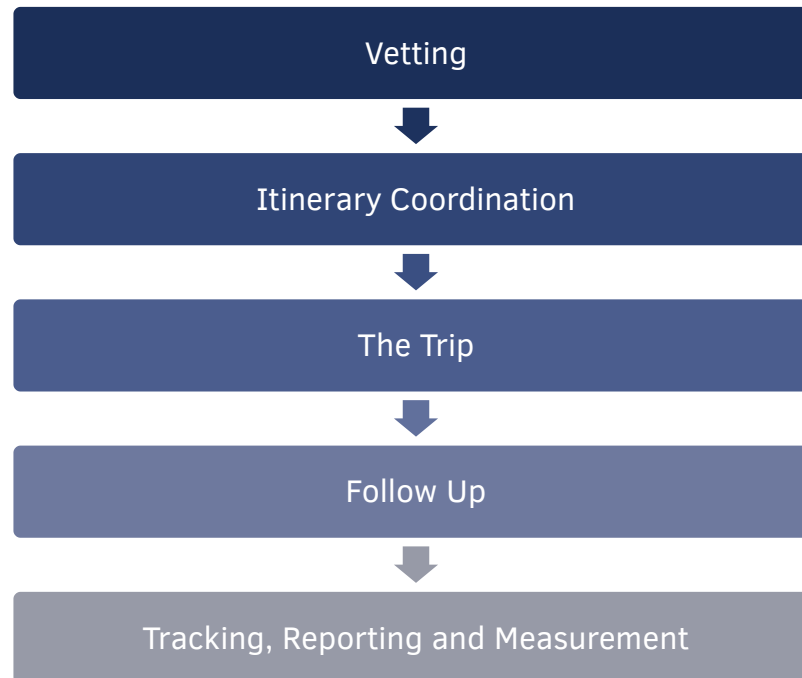 Vetting
Itinerary Coordination
The Trip
Follow Up
Tracking, Reporting and Measurement